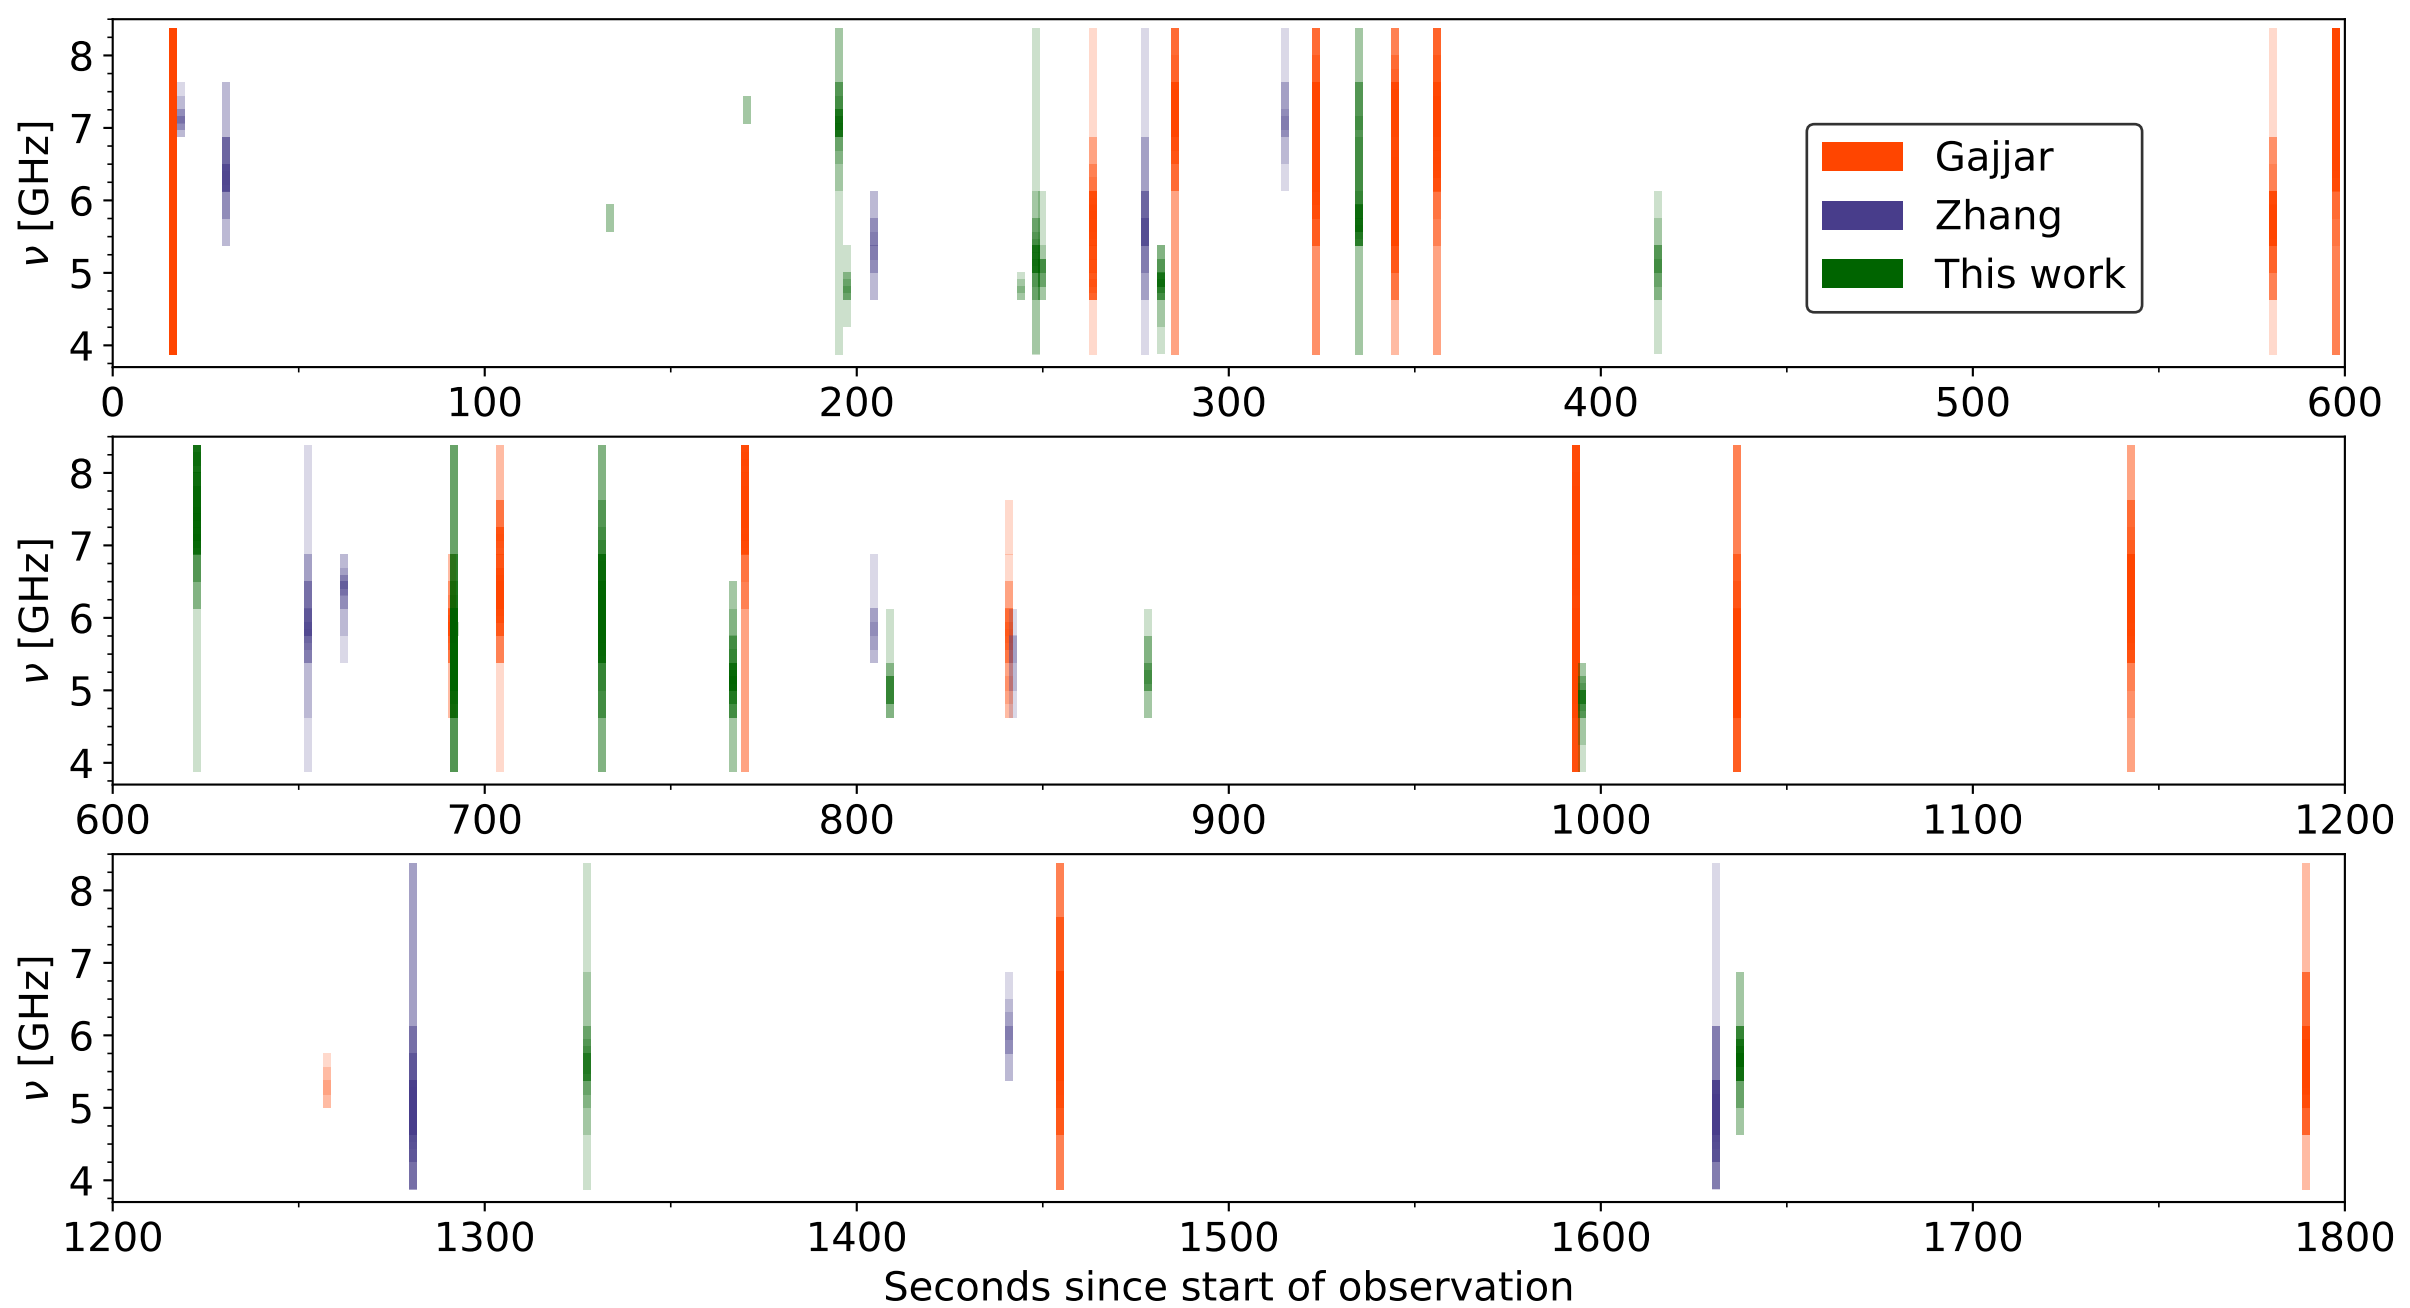 8
7
6
5
4
ν [GHz]
Gajjar
Zhang
This work
0 100 200 300 400 500 600
8
7
6
5
4
ν [GHz]
600 700 800 900 1000 1100 1200
8
7
6
5
4
ν [GHz]
1200 1300 1400 1500 1600 1700 1800
Seconds since start of observation